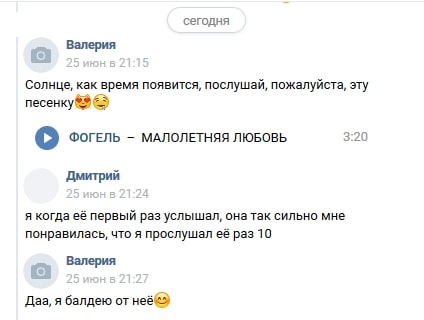 сегодня
Валерия
25 июн в 21:15
Солнце, как время появится, послушай, пожалуйста, эту
песенку😻🤤
ФОГЕЛЬ – МАЛОЛЕТНЯЯ ЛЮБОВЬ 3:20
Дмитрий
25 июн в 21:24
я когда её первый раз услышал, она так сильно мне
понравилась, что я прослушал её раз 10
Валерия
25 июн в 21:27
Даа, я балдею от неё😊